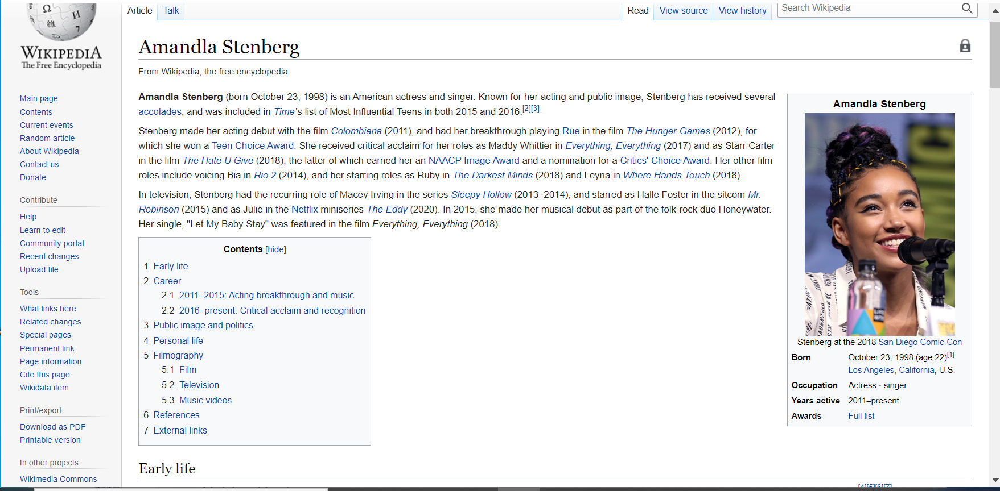 Article
Talk
Read
View source
View history
Search Wikipedia
WIKIPEDIA
The Free Encyclopedia
Main page
Contents
Current events
Random article
About Wikipedia
Contact us
Donate
Contribute
Help
Learn to edit
Community portal
Recent changes
Upload file
Tools
What links here
Related changes
Special pages
Permanent link
Page information
Cite this page
Wikidata item
Print/export
Download as PDF
Printable version
In other projects
Wikimedia Commons
Amandla Stenberg
From Wikipedia, the free encyclopedia
Amandla Stenberg (born October 23, 1998) is an American actress and singer. Known for her acting and public image, Stenberg has received several
accolades, and was included in Time's list of Most Influential Teens in both 2015 and 2016.[2][3]
Stenberg made her acting debut with the film Colombiana (2011), and had her breakthrough playing Rue in the film The Hunger Games (2012), for
which she won a Teen Choice Award. She received critical acclaim for her roles as Maddy Whittier in Everything, Everything (2017) and as Starr Carter
in the film The Hate U Give (2018), the latter of which earned her an NAACP Image Award and a nomination for a Critics' Choice Award. Her other film
roles include voicing Bia in Rio 2 (2014), and her starring roles as Ruby in The Darkest Minds (2018) and Leyna in Where Hands Touch (2018).
In television, Stenberg had the recurring role of Macey Irving in the series Sleepy Hollow (2013–2014), and starred as Halle Foster in the sitcom Mr.
Robinson (2015) and as Julie in the Netflix miniseries The Eddy (2020). In 2015, she made her musical debut as part of the folk-rock duo Honeywater.
Her single, "Let My Baby Stay" was featured in the film Everything, Everything (2018).
Contents [hide]
1 Early life
2 Career
2.1 2011–2015: Acting breakthrough and music
2.2 2016–present: Critical acclaim and recognition
3 Public image and politics
4 Personal life
5 Filmography
5.1 Film
5.2 Television
5.3 Music videos
6 References
7 External links
Amandla Stenberg
Stenberg at the 2018 San Diego Comic-Con
Born October 23, 1998 (age 22)[1]
Los Angeles, California, U.S.
Occupation Actress · singer
Years active 2011–present
Awards Full list
Early life
[4][5][6][7]